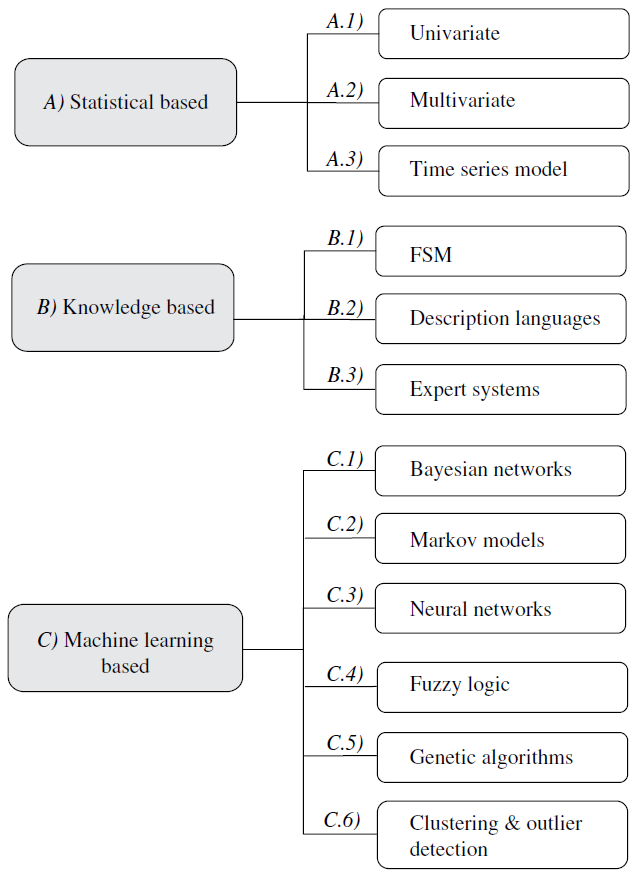 A.1) Univariate
A) Statistical based
A.2) Multivariate
A.3) Time series model
B.1) FSM
B) Knowledge based
B.2) Description languages
B.3) Expert systems
C.1) Bayesian networks
C.2) Markov models
C.3) Neural networks
C) Machine learning
based
C.4) Fuzzy logic
C.5) Genetic algorithms
C.6) Clustering & outlier
detection